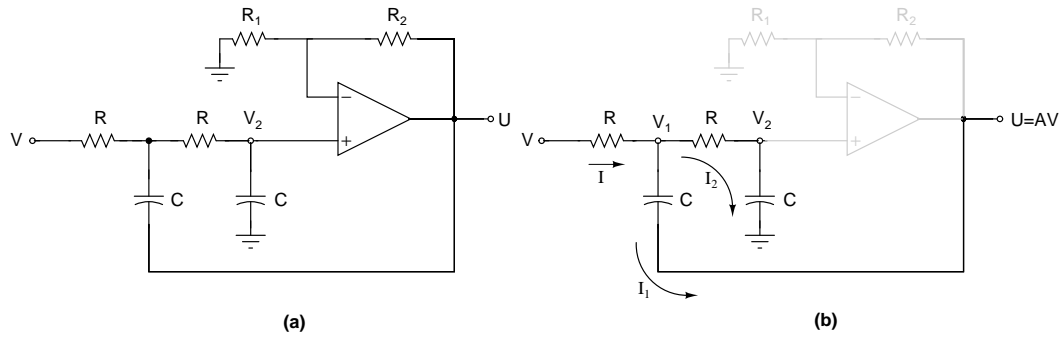 R1 R2
R R V2
V
−
+
U
C C
(a)
R1 R2
R V1 R V2
V
−
+
U=AV
I
I2
C C
I1
(b)